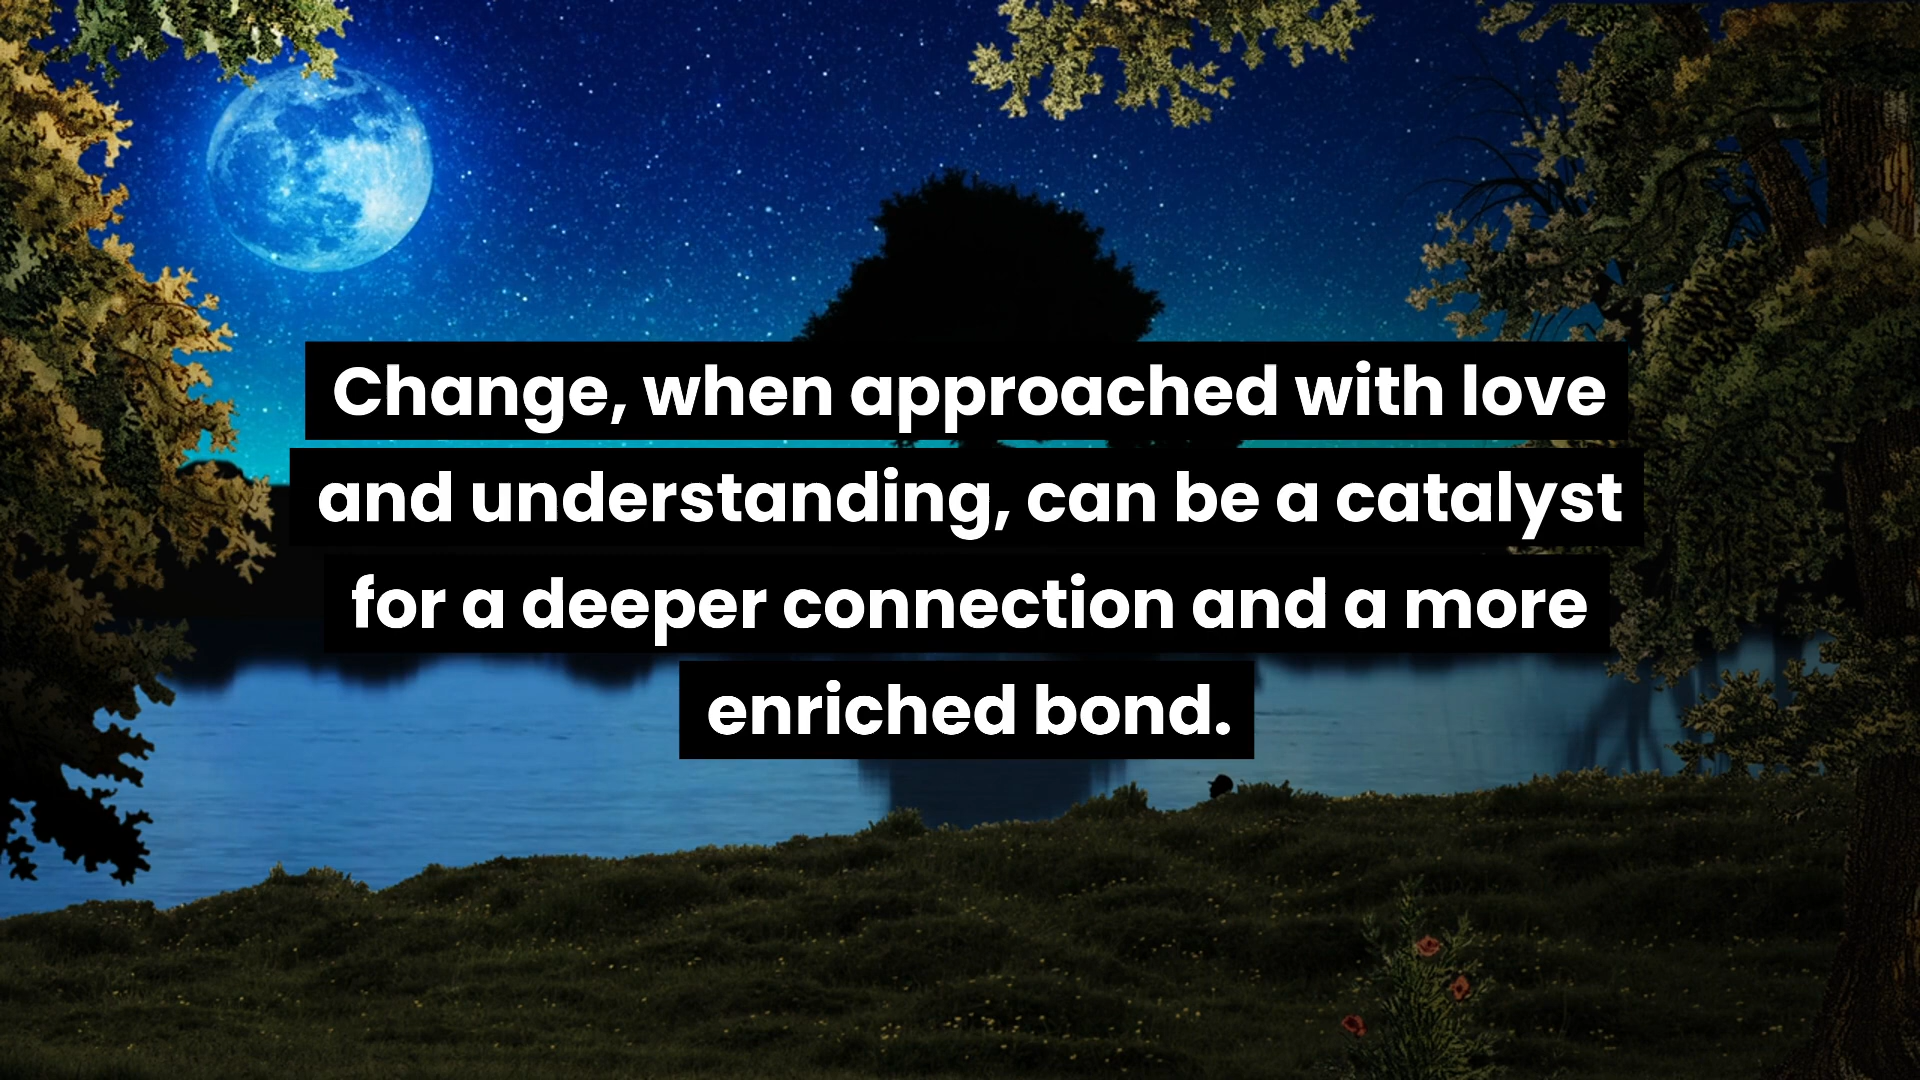 Change, when approached with love
and understanding, can be a catalyst
for a deeper connection and a more
enriched bond.